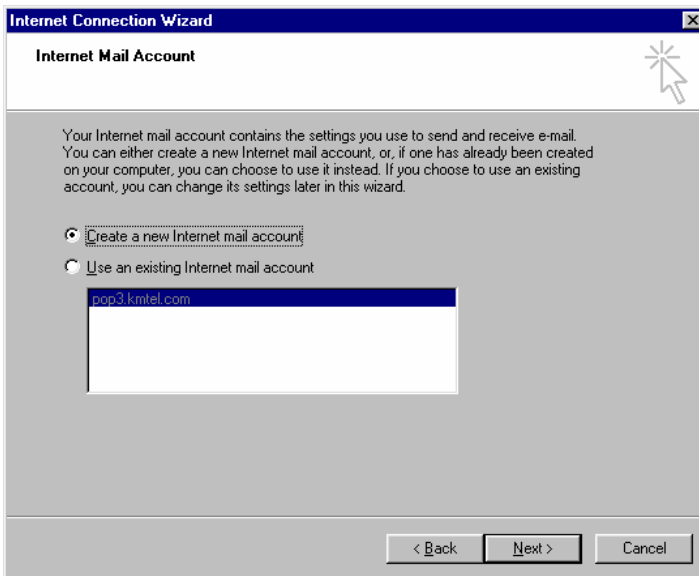 Internet Connection Wizard
Internet Mail Account
Your Internet mail account contains the settings you use to send and receive e-mail.
You can either create a new Internet mail account, or, if one has already been created
on your computer, you can choose to use it instead. If you choose to use an existing
account, you can change its settings later in this wizard.
Create a new Internet mail account
Use an existing Internet mail account
pop3.kmtel.com
< Back Next > Cancel